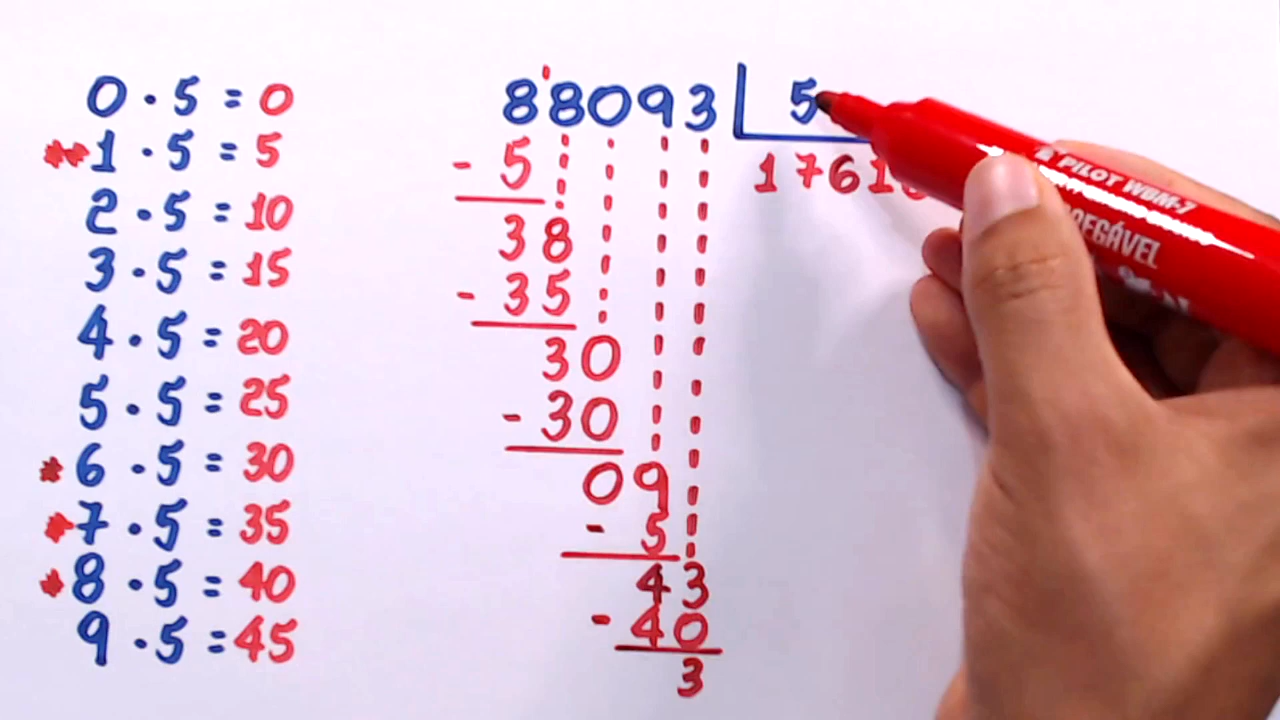 0 · 5 = 0
1 · 5 = 5
2 · 5 = 10
3 · 5 = 15
4 · 5 = 20
5 · 5 = 25
6 · 5 = 30
7 · 5 = 35
8 · 5 = 40
9 · 5 = 45
88093 5
- 5 1761
38
- 35
30
- 30
09
- 5
43
- 40
3
PILOT WBM-7